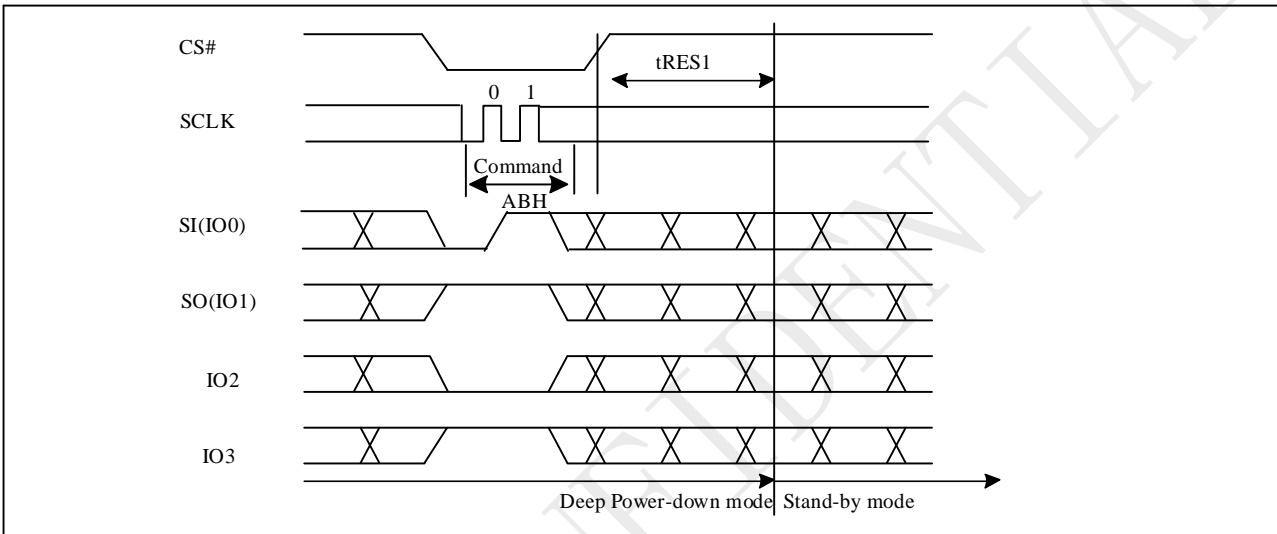 CS#
tRES1
0 1
SCLK
Command
ABH
SI(IO0)
SO(IO1)
IO2
IO3
Deep Power-down mode Stand-by mode
FIDENTIA